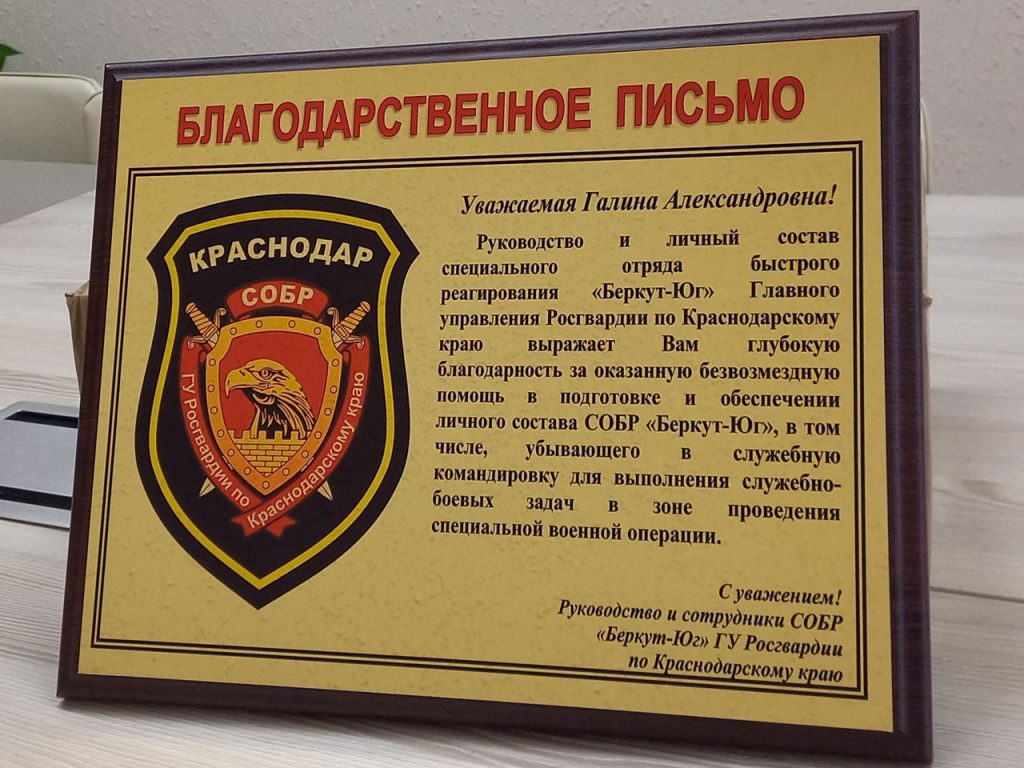 БЛАГОДАРСТВЕННОЕ ПИСЬМО
КРАСНОДАР
СОБР
ГУ Росгвардии по
Краснодарскому краю
Уважаемая Галина Александровна!
Руководство и личный состав
специального отряда быстрого
реагирования «Беркут-Юг» Главного
управления Росгвардии по Краснодарскому
краю выражает Вам глубокую
благодарность за оказанную безвозмездную
помощь в подготовке и обеспечении
личного состава СОБР «Беркут-Юг», в том
числе, убывающего в служебную
командировку для выполнения служебно-
боевых задач в зоне проведения
специальной военной операции.
С уважением!
Руководство и сотрудники СОБР
«Беркут-Юг» ГУ Росгвардии
по Краснодарскому краю